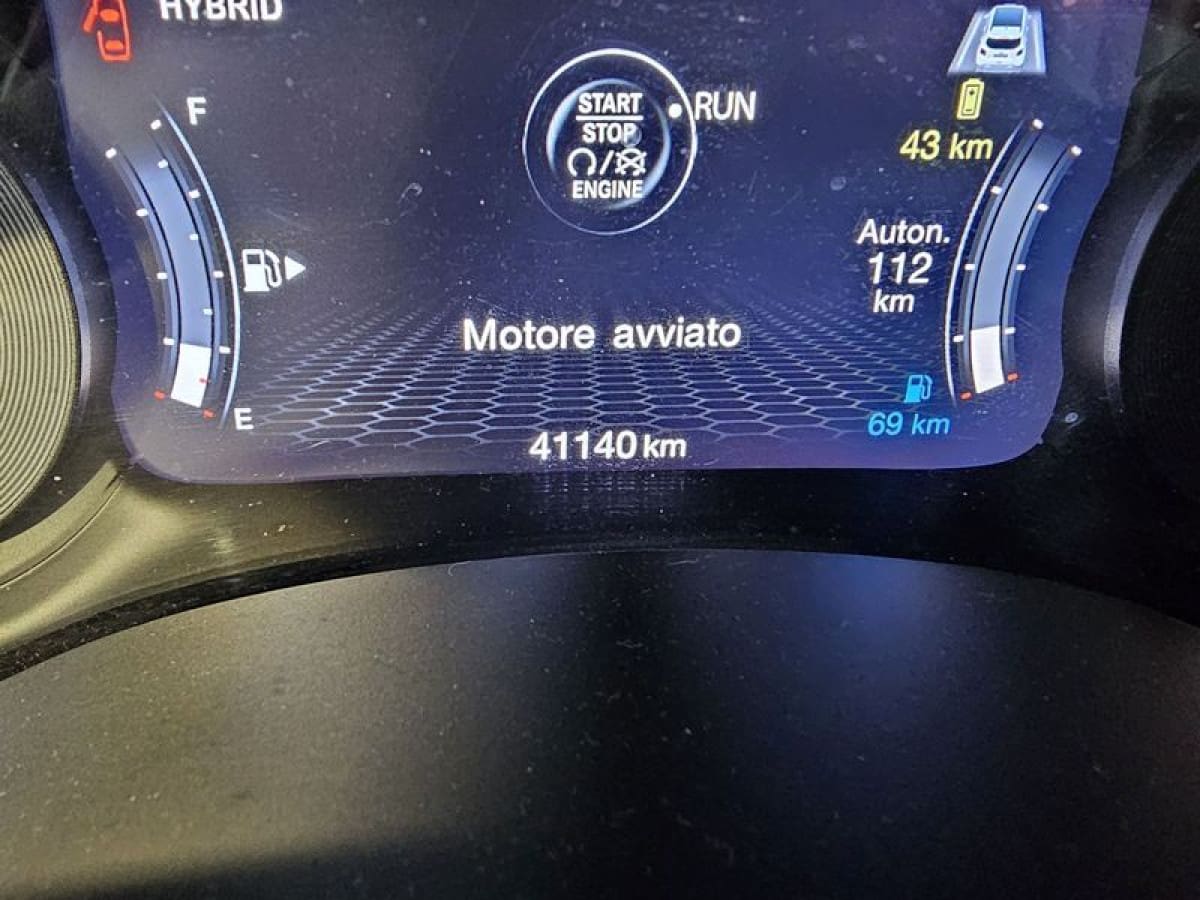 HYBRID
F
START
STOP
ENGINE
RUN
43 km
Auton.
112
km
Motore avviato
69 km
E
41140 km